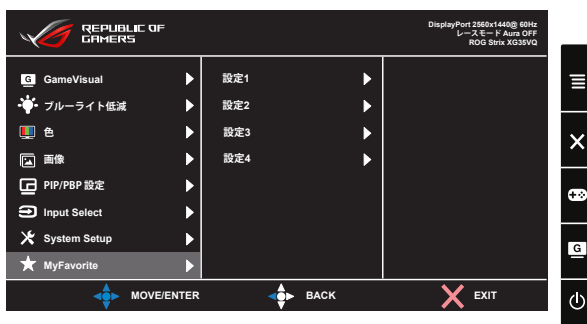 REPUBLIC OF
GAMERS
DisplayPort 2560x1440@ 60Hz
レースモード Aura OFF
ROG Strix XG35VQ
G GameVisual
ブルーライト低減
色
画像
PIP/PBP 設定
Input Select
System Setup
MyFavorite
設定1
設定2
設定3
設定4
MOVE/ENTER
BACK
EXIT
G